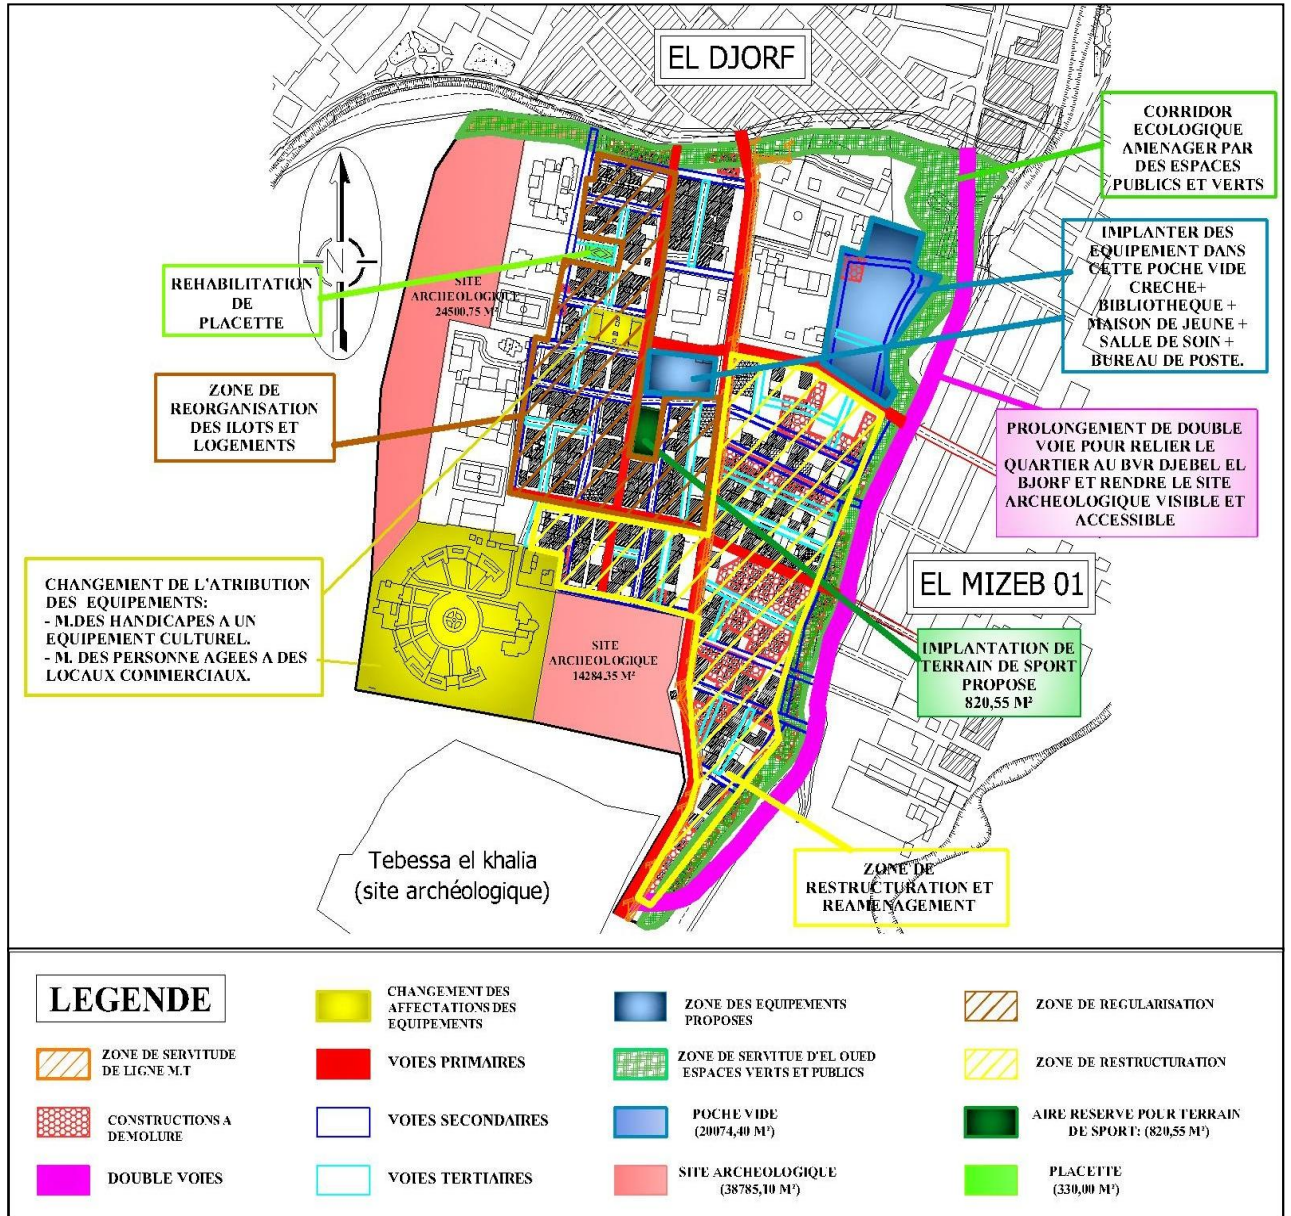 EL DJORF
CORRIDOR
ECOLOGIQUE
AMENAGER PAR
DES ESPACES
PUBLICS ET VERTS
IMPLANTER DES
EQUIPEMENT DANS
CETTE POCHE VIDE
CRECHE+
BIBLIOTHEQUE +
MAISON DE JEUNE +
SALLE DE SOIN +
BUREAU DE POSTE.
N
REHABILITATION
DE
PLACETTE
SITE
ARCHEOLOGIQUE
24500.75 M²
ZONE DE
REORGANISATION
DES ILOTS ET
LOGEMENTS
PROLONGEMENT DE DOUBLE
VOIE POUR RELIER LE
QUARTIER AU BVR DJEBEL EL
BJORF ET RENDRE LE SITE
ARCHEOLOGIQUE VISIBLE ET
ACCESSIBLE
CHANGEMENT DE L'ATRIBUTION
DES EQUIPEMENTS:
- M.DES HANDICAPES A UN
EQUIPEMENT CULTUREL.
- M. DES PERSONNE AGEES A DES
LOCAUX COMMERCIAUX.
EL MIZEB 01
SITE
ARCHEOLOGIQUE
14284.35 M²
IMPLANTATION DE
TERRAIN DE SPORT
PROPOSE
820,55 M²
Tebessa el khalia
(site archéologique)
ZONE DE
RESTRUCTURATION ET
REAMENAGEMENT
LEGENDE
CHANGEMENT DES
AFFECTATIONS DES
EQUIPEMENTS
ZONE DES EQUIPEMENTS
PROPOSES
ZONE DE REGULARISATION
ZONE DE SERVITUDE
DE LIGNE M.T
VOIES PRIMAIRES
ZONE DE SERVITUE D'EL OUED
ESPACES VERTS ET PUBLICS
ZONE DE RESTRUCTURATION
CONSTRUCTIONS A
DEMOLURE
VOIES SECONDAIRES
POCHE VIDE
(20074,40 M²)
AIRE RESERVE POUR TERRAIN
DE SPORT: (820,55 M²)
DOUBLE VOIES
VOIES TERTIAIRES
SITE ARCHEOLOGIQUE
(38785,10 M²)
PLACETTE
(330,00 M²)